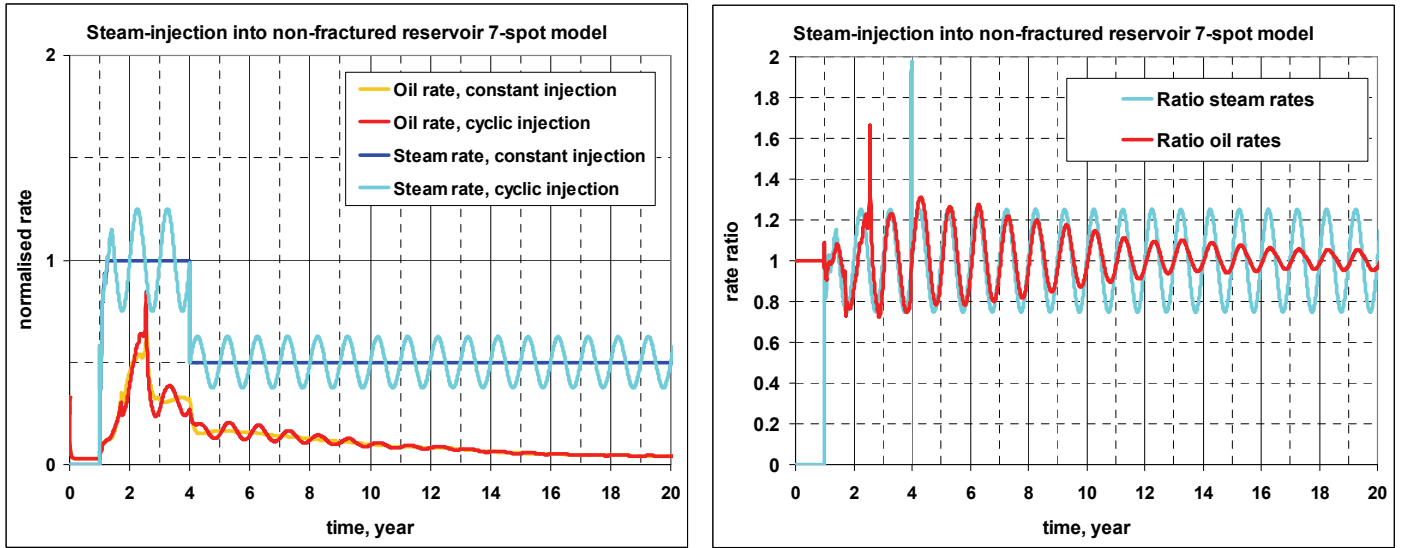 Steam-injection into non-fractured reservoir 7-spot model
2
1
0
normalised rate
Oil rate, constant injection
Oil rate, cyclic injection
Steam rate, constant injection
Steam rate, cyclic injection
0 2 4 6 8 10 12 14 16 18 20
time, year
Steam-injection into non-fractured reservoir 7-spot model
2
1.8
1.6
1.4
1.2
1
0.8
0.6
0.4
0.2
0
rate ratio
Ratio steam rates
Ratio oil rates
0 2 4 6 8 10 12 14 16 18 20
time, year